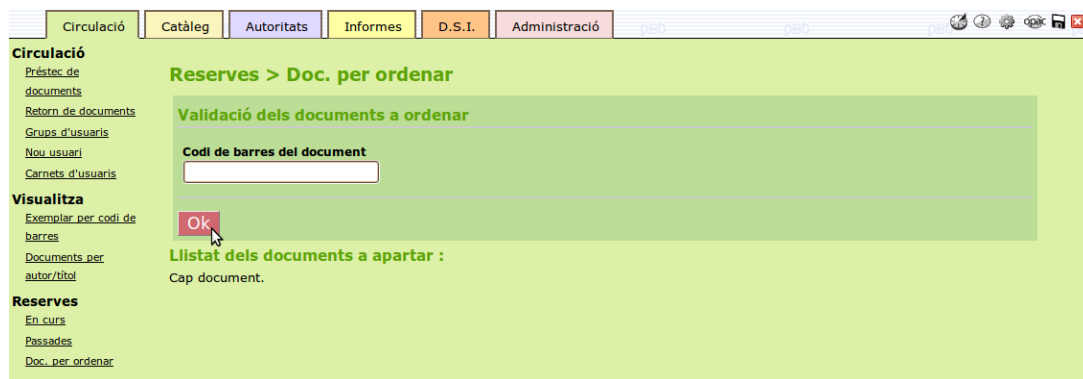 Circulació
Catàleg
Autoritats
Informes
D.S.I.
Administració
opac
Circulació
Préstec de
documents
Retorn de documents
Grups d'usuaris
Nou usuari
Carnets d'usuaris
Visualitza
Exemplar per codi de
barres
Documents per
autor/títol
Reserves
En curs
Passades
Doc. per ordenar
Reserves > Doc. per ordenar
Validació dels documents a ordenar
Codi de barres del document
Ok
Llistat dels documents a apartar :
Cap document.